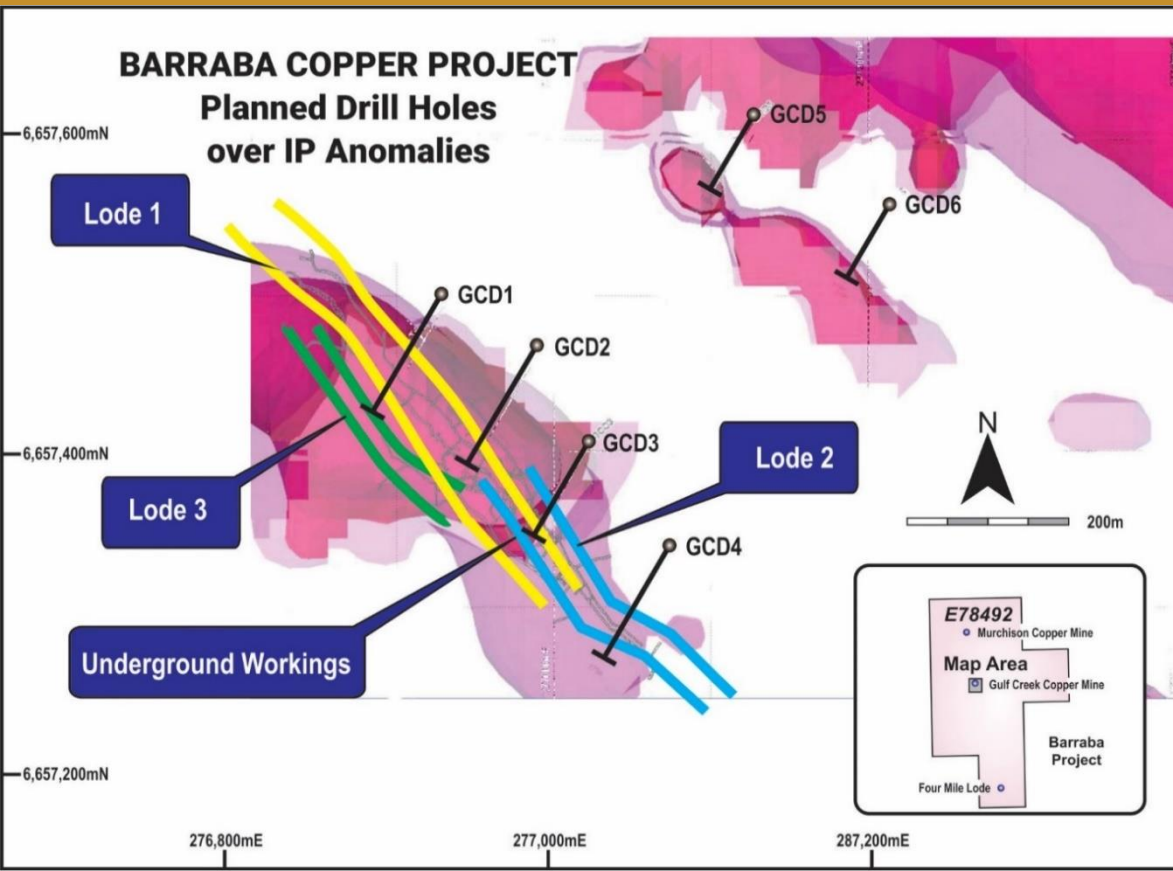 BARRABA COPPER PROJECT
Planned Drill Holes
over IP Anomalies
6,657,600mN
GCD5
Lode 1
GCD6
GCD1
GCD2
6,657,400mN
GCD3
Lode 2
N
Lode 3
200m
GCD4
E78492
Murchison Copper Mine
Map Area
Gulf Creek Copper Mine
Underground Workings
Barraba
Project
6,657,200mN
Four Mile Lode
276,800mE
277,000mE
287,200mE